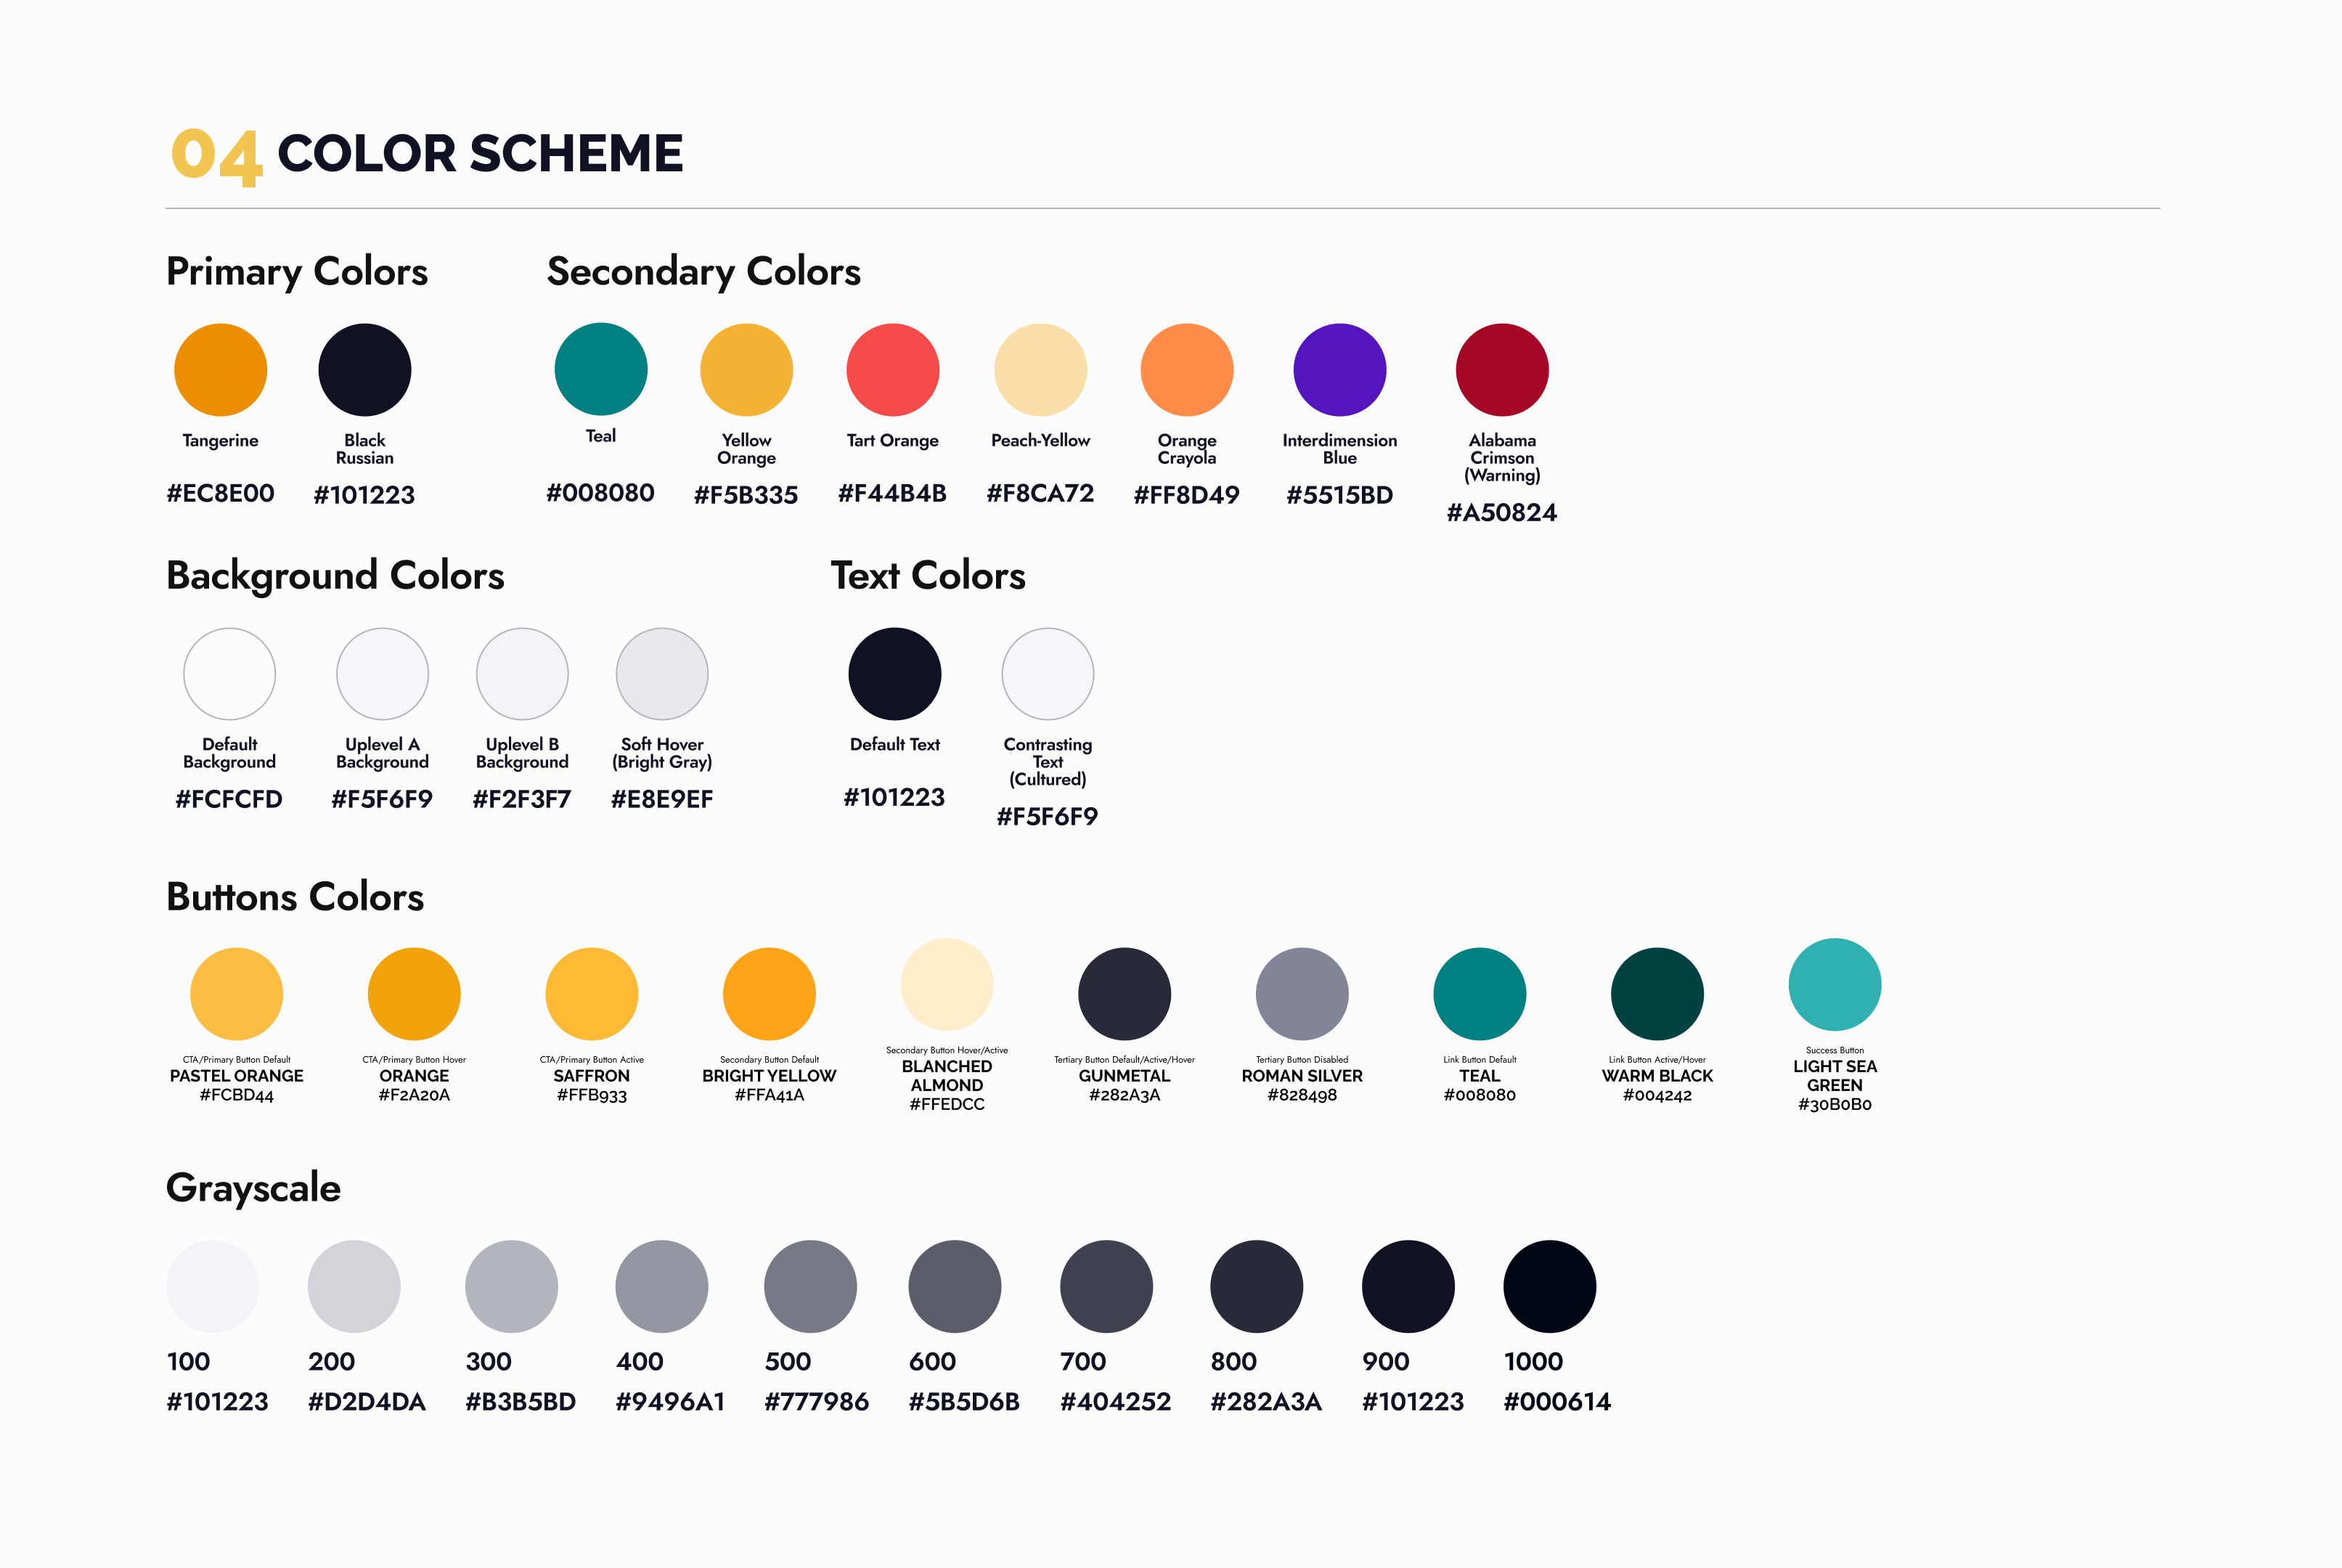 04 COLOR SCHEME
Primary Colors
Tangerine
#EC8E00
Black
Russian
#101223
Secondary Colors
Teal
#008080
Yellow
Orange
#F5B335
Tart Orange
#F44B4B
Peach-Yellow
#F8CA72
Orange
Crayola
#FF8D49
Interdimension
Blue
#5515BD
Alabama
Crimson
(Warning)
#A50824
Background Colors
Default
Background
#FCFCFD
Uplevel A
Background
#F5F6F9
Uplevel B
Background
#F2F3F7
Soft Hover
(Bright Gray)
#E8E9EF
Text Colors
Default Text
#101223
Contrasting
Text
(Cultured)
#F5F6F9
Buttons Colors
CTA/Primary Button Default
PASTEL ORANGE
#FCBD44
CTA/Primary Button Hover
ORANGE
#F2A20A
CTA/Primary Button Active
SAFFRON
#FFB933
Secondary Button Default
BRIGHT YELLOW
#FFA41A
Secondary Button Hover/Active
BLANCHED
ALMOND
#FFEDCC
Tertiary Button Default/Active/Hover
GUNMETAL
#282A3A
Tertiary Button Disabled
ROMAN SILVER
#828498
Link Button Default
TEAL
#008080
Link Button Active/Hover
WARM BLACK
#004242
Success Button
LIGHT SEA
GREEN
#30B0B0
Grayscale
100
#101223
200
#D2D4DA
300
#B3B5BD
400
#9496A1
500
#777986
600
#5B5D6B
700
#404252
800
#282A3A
900
#101223
1000
#000614